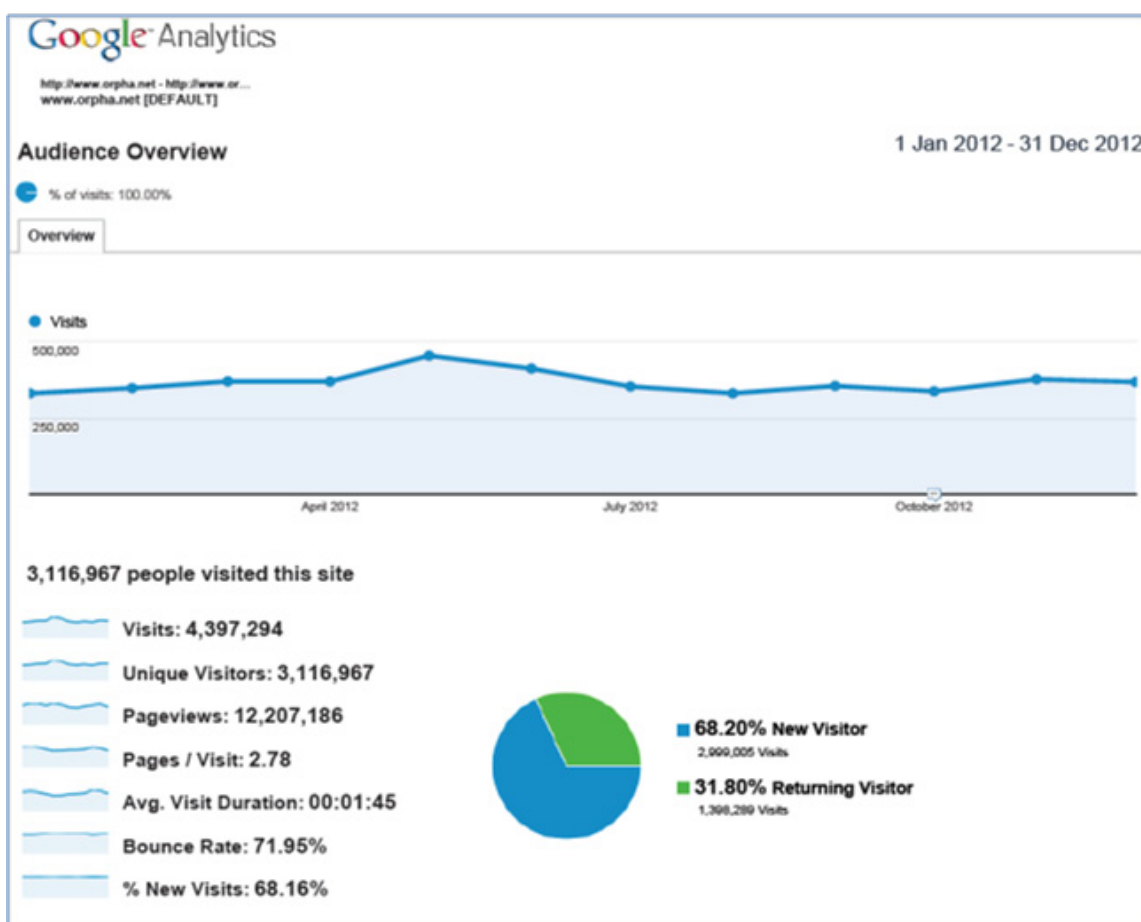 Google Analytics
http://www.orpha.net - http://www.or...
www.orpha.net [DEFAULT]
Audience Overview
1 Jan 2012 - 31 Dec 2012
% of visits: 100.00%
Overview
Visits
500,000
250,000
April 2012
July 2012
October 2012
3,116,967 people visited this site
Visits: 4,397,294
Unique Visitors: 3,116,967
Pageviews: 12,207,186
Pages / Visit: 2.78
Avg. Visit Duration: 00:01:45
Bounce Rate: 71.95%
% New Visits: 68.16%
68.20% New Visitor
2,999,005 Visits
31.80% Returning Visitor
1,398,289 Visits